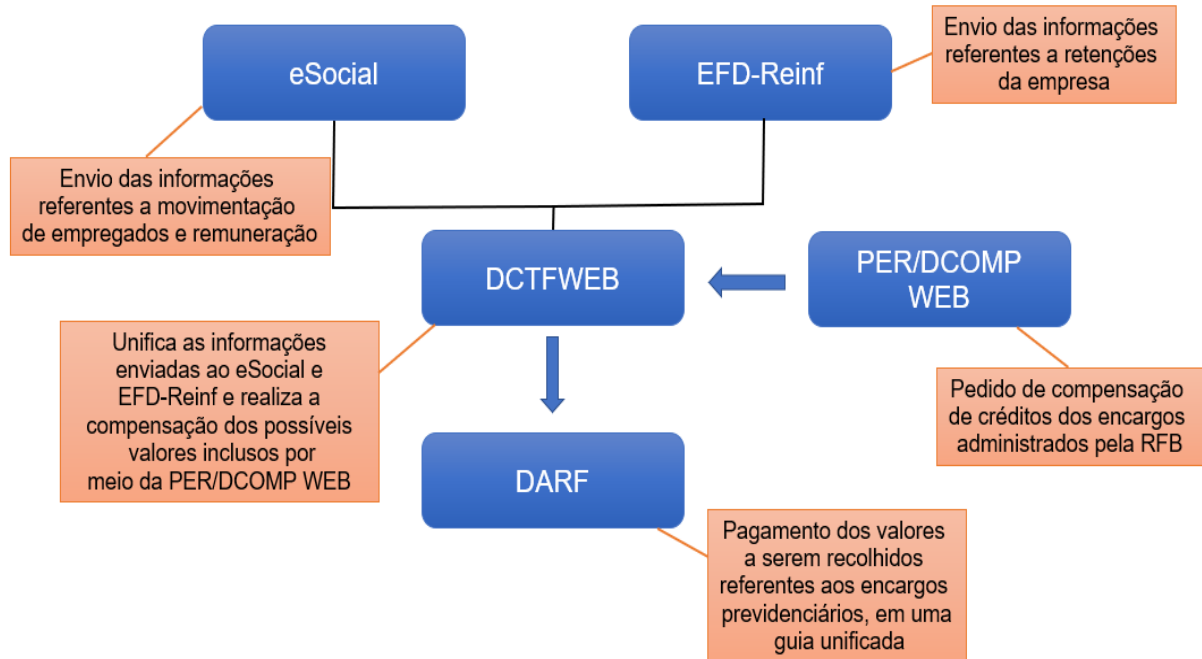 eSocial
EFD-Reinf
Envio das informações
referentes a retenções
da empresa
Envio das informações
referentes a movimentação
de empregados e remuneração
DCTFWEB
PER/DCOMP
WEB
Unifica as informações
enviadas ao eSocial e
EFD-Reinf e realiza a
compensação dos possíveis
valores inclusos por
meio da PER/DCOMP WEB
Pedido de compensação
de créditos dos encargos
administrados pela RFB
DARF
Pagamento dos valores
a serem recolhidos
referentes aos encargos
previdenciários, em uma
guia unificada